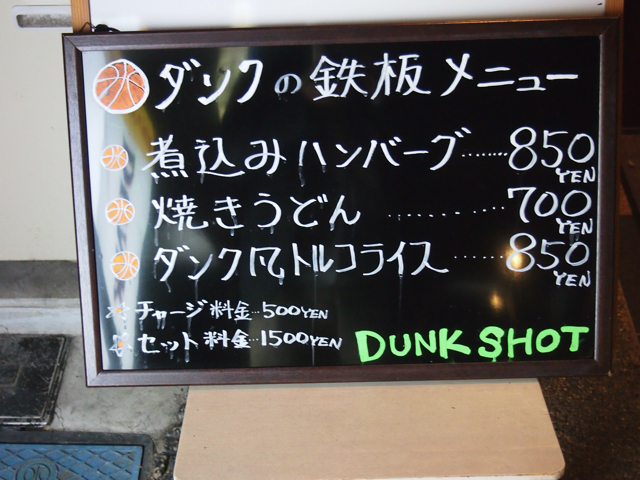 ダンクの鉄板メニュー
煮込みハンバーグ........850YEN
焼きうどん..........700YEN
ダンク風トルコライス......850YEN
チャージ料金...500YEN
セット料金...1500YEN
DUNK SHOT